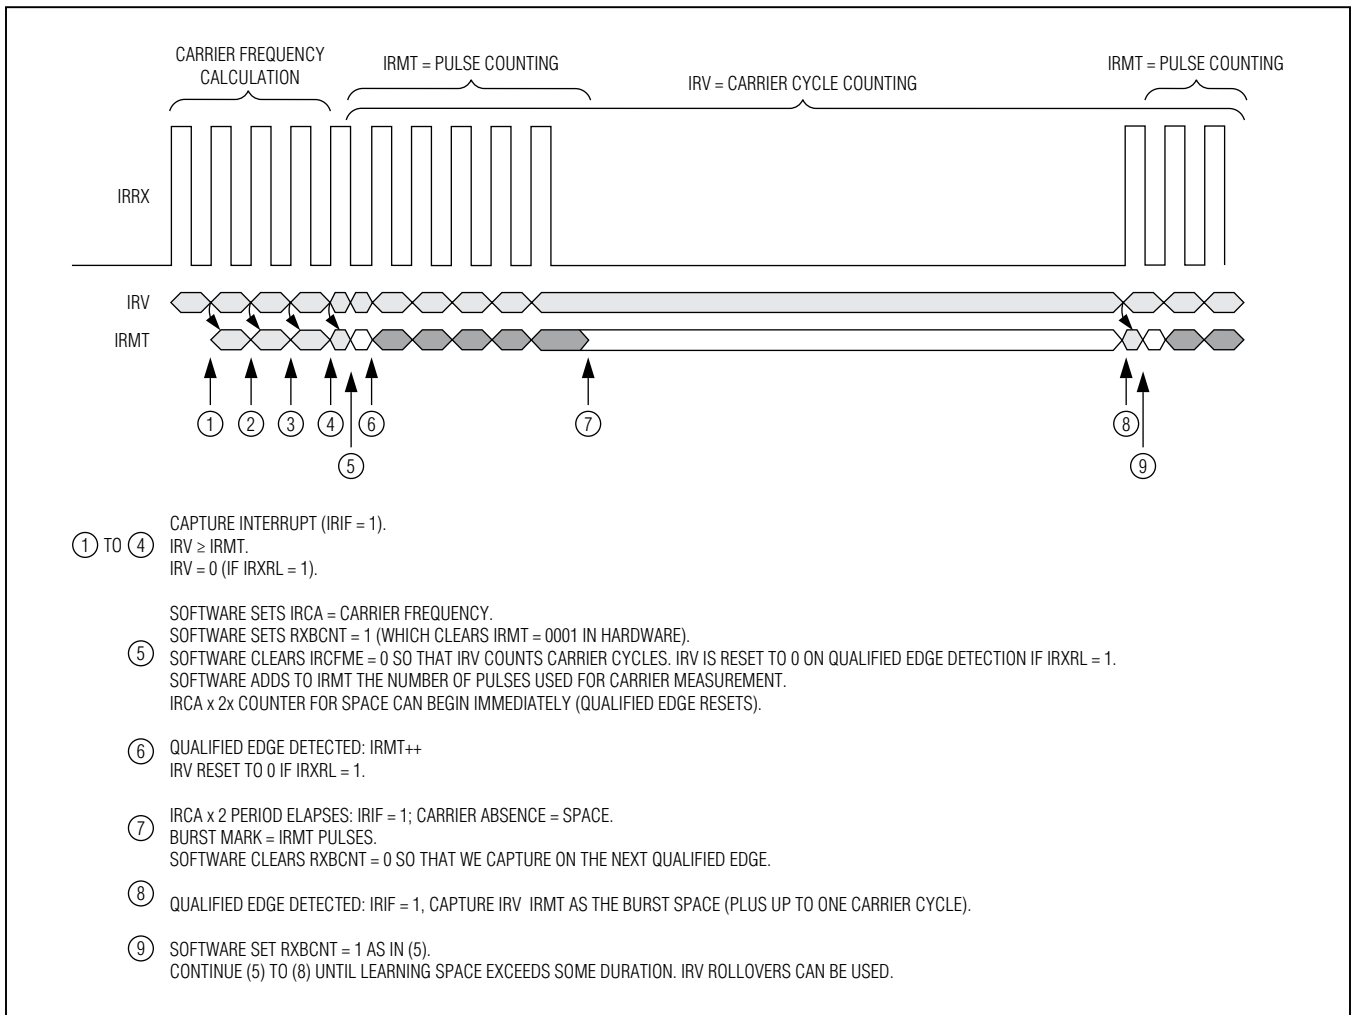 CARRIER FREQUENCY
CALCULATION
IRMT = PULSE COUNTING
IRV = CARRIER CYCLE COUNTING
IRMT = PULSE COUNTING
IRRX
IRV
IRMT
1
2
3
4
6
7
8
5
9
1 TO 4
CAPTURE INTERRUPT (IRIF = 1).
IRV ≥ IRMT.
IRV = 0 (IF IRXRL = 1).
5
SOFTWARE SETS IRCA = CARRIER FREQUENCY.
SOFTWARE SETS RXBCNT = 1 (WHICH CLEARS IRMT = 0001 IN HARDWARE).
SOFTWARE CLEARS IRCFME = 0 SO THAT IRV COUNTS CARRIER CYCLES. IRV IS RESET TO 0 ON QUALIFIED EDGE DETECTION IF IRXRL = 1.
SOFTWARE ADDS TO IRMT THE NUMBER OF PULSES USED FOR CARRIER MEASUREMENT.
IRCA x 2x COUNTER FOR SPACE CAN BEGIN IMMEDIATELY (QUALIFIED EDGE RESETS).
6
QUALIFIED EDGE DETECTED: IRMT++
IRV RESET TO 0 IF IRXRL = 1.
7
IRCA x 2 PERIOD ELAPSES: IRIF = 1; CARRIER ABSENCE = SPACE.
BURST MARK = IRMT PULSES.
SOFTWARE CLEARS RXBCNT = 0 SO THAT WE CAPTURE ON THE NEXT QUALIFIED EDGE.
8
QUALIFIED EDGE DETECTED: IRIF = 1, CAPTURE IRV IRMT AS THE BURST SPACE (PLUS UP TO ONE CARRIER CYCLE).
9
SOFTWARE SET RXBCNT = 1 AS IN (5).
CONTINUE (5) TO (8) UNTIL LEARNING SPACE EXCEEDS SOME DURATION. IRV ROLLOVERS CAN BE USED.